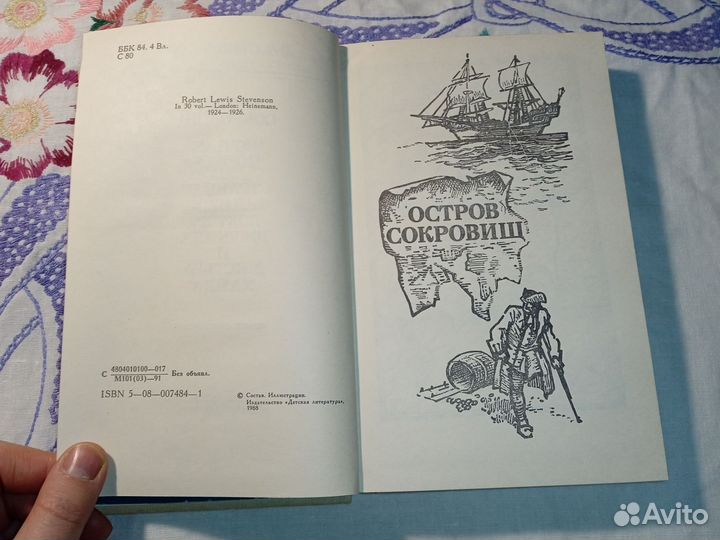 ББК 84. 4 Вл.
С 80
Robert Lewis Stevenson
In 30 vol.— London: Heinemann,
1924—1926.
С 4804010100—017 Без объявл.
М101(03)—91
ISBN 5—08—007484—1
© Состав. Иллюстрации.
Издательство «Детская литература»,
1988
ОСТРОВ
СОКРОВИЩ
Avito